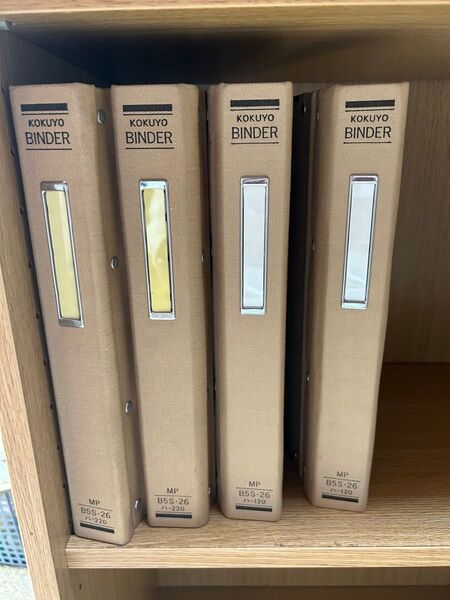 KOKUYO
BINDER
MP
B5S・26
ハ-220
KOKUYO
BINDER
MP
B5S・26
ハ-220
KOKUYO
BINDER
MP
B5S・26
ハ-120
KOKUYO
BINDER
MP
B5S・26
ハ-120